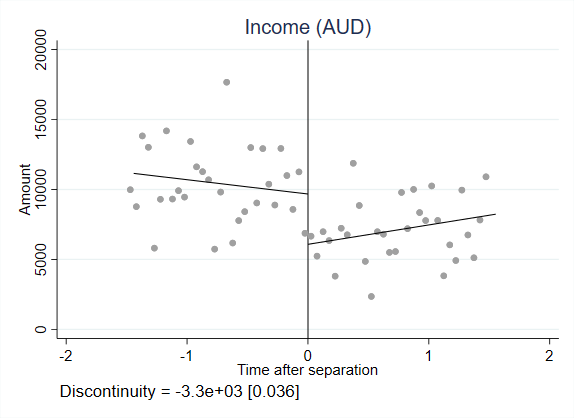 Income (AUD)
20000
15000
10000
5000
0
Amount
-2
-1
0
1
2
Time after separation
Discontinuity = -3.3e+03 [0.036]